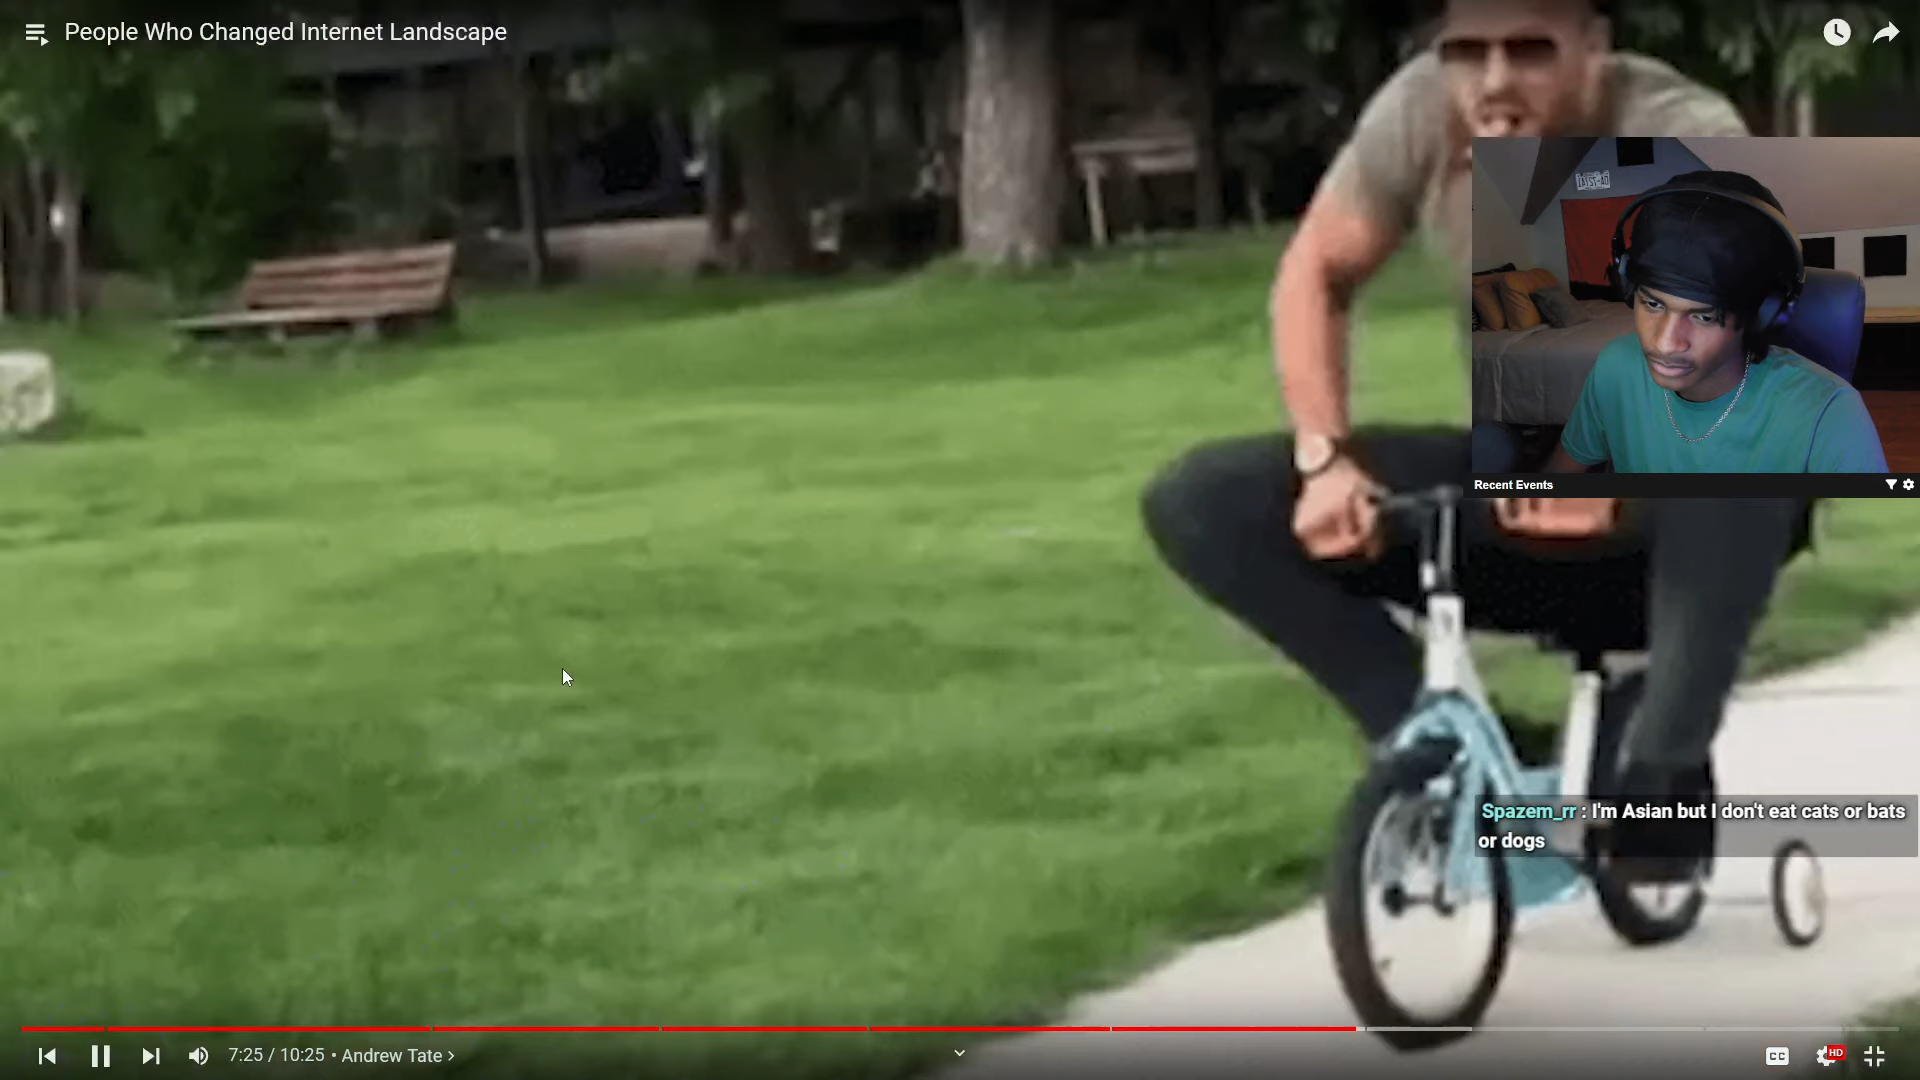 People Who Changed Internet Landscape
Recent Events
Spazem_rr : I'm Asian but I don't eat cats or bats
or dogs
7:25 / 10:25 • Andrew Tate ›
CC
HD